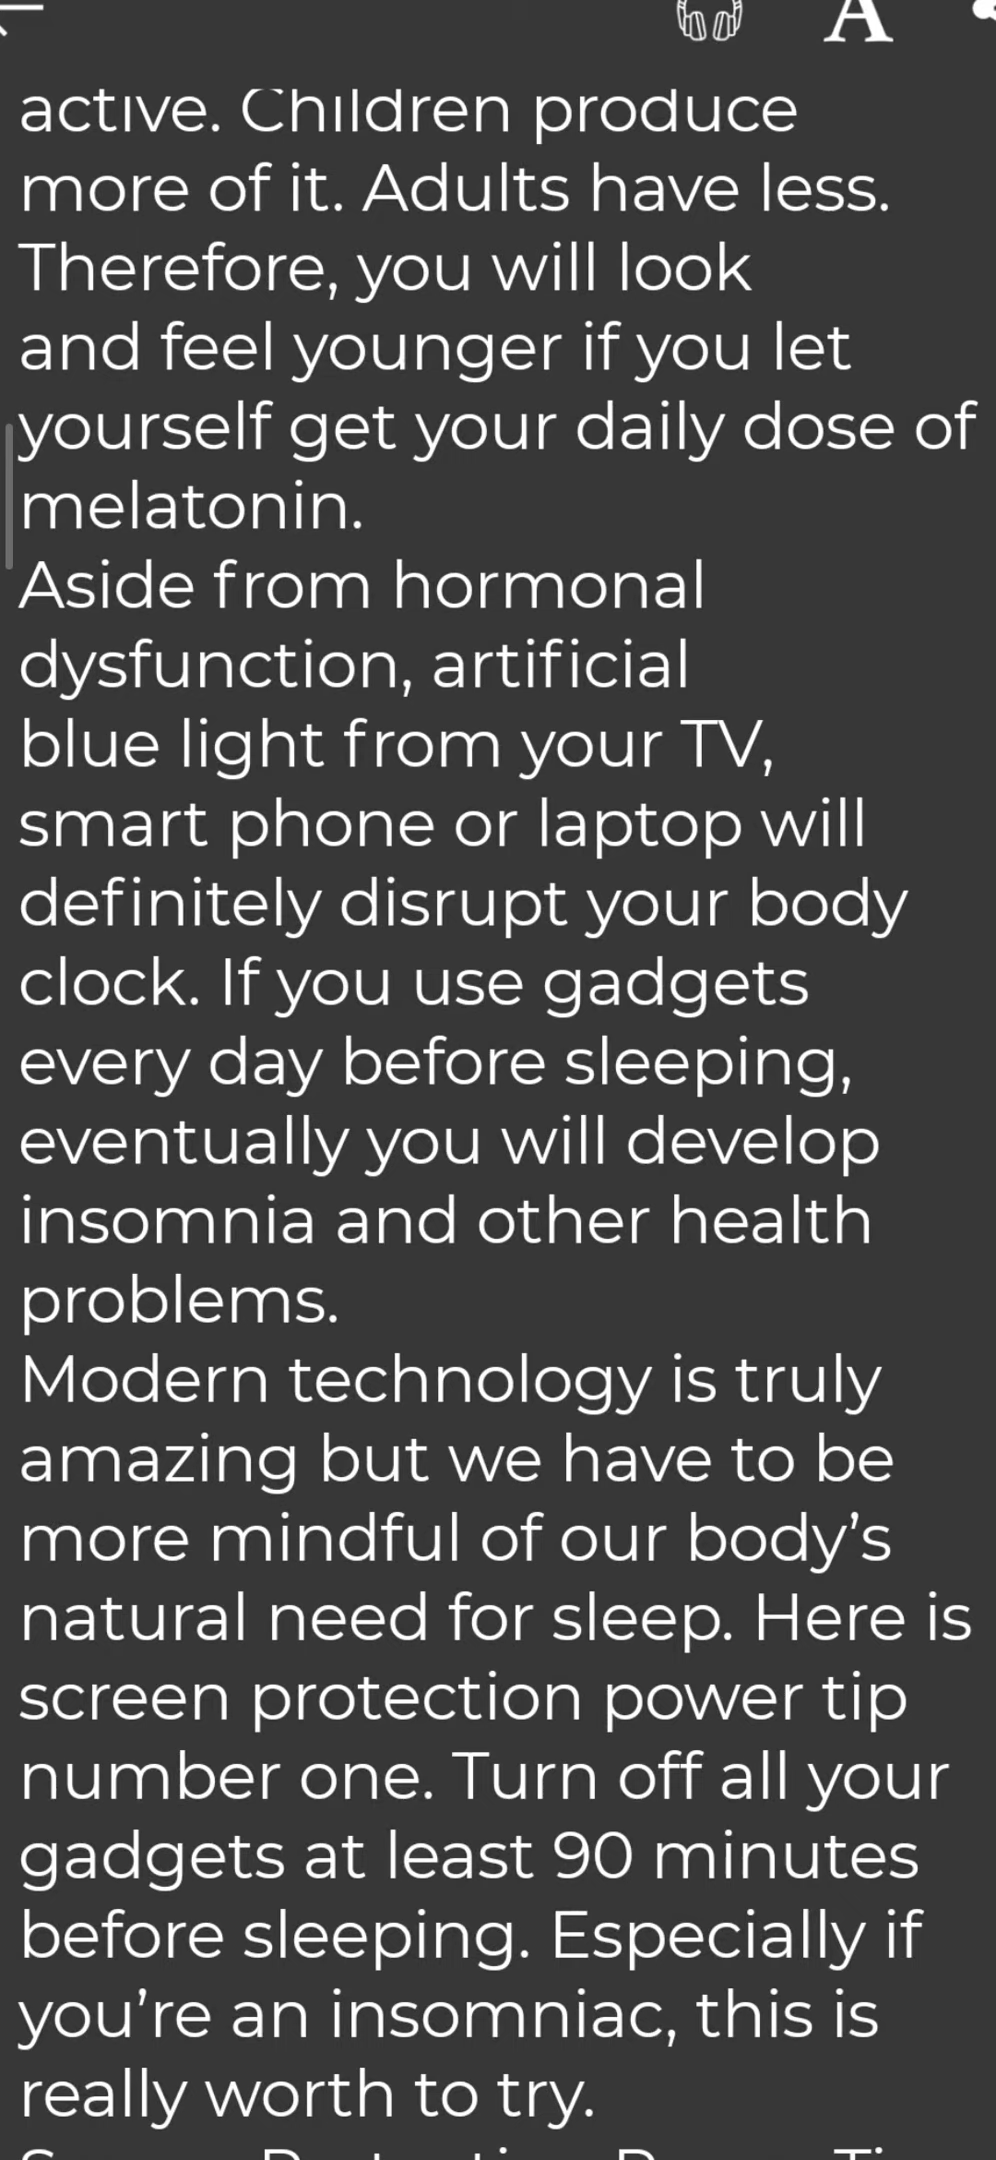 A
active. Children produce
more of it. Adults have less.
Therefore, you will look
and feel younger if you let
yourself get your daily dose of
melatonin.
Aside from hormonal
dysfunction, artificial
blue light from your TV,
smart phone or laptop will
definitely disrupt your body
clock. If you use gadgets
every day before sleeping,
eventually you will develop
insomnia and other health
problems.
Modern technology is truly
amazing but we have to be
more mindful of our body’s
natural need for sleep. Here is
screen protection power tip
number one. Turn off all your
gadgets at least 90 minutes
before sleeping. Especially if
you’re an insomniac, this is
really worth to try.